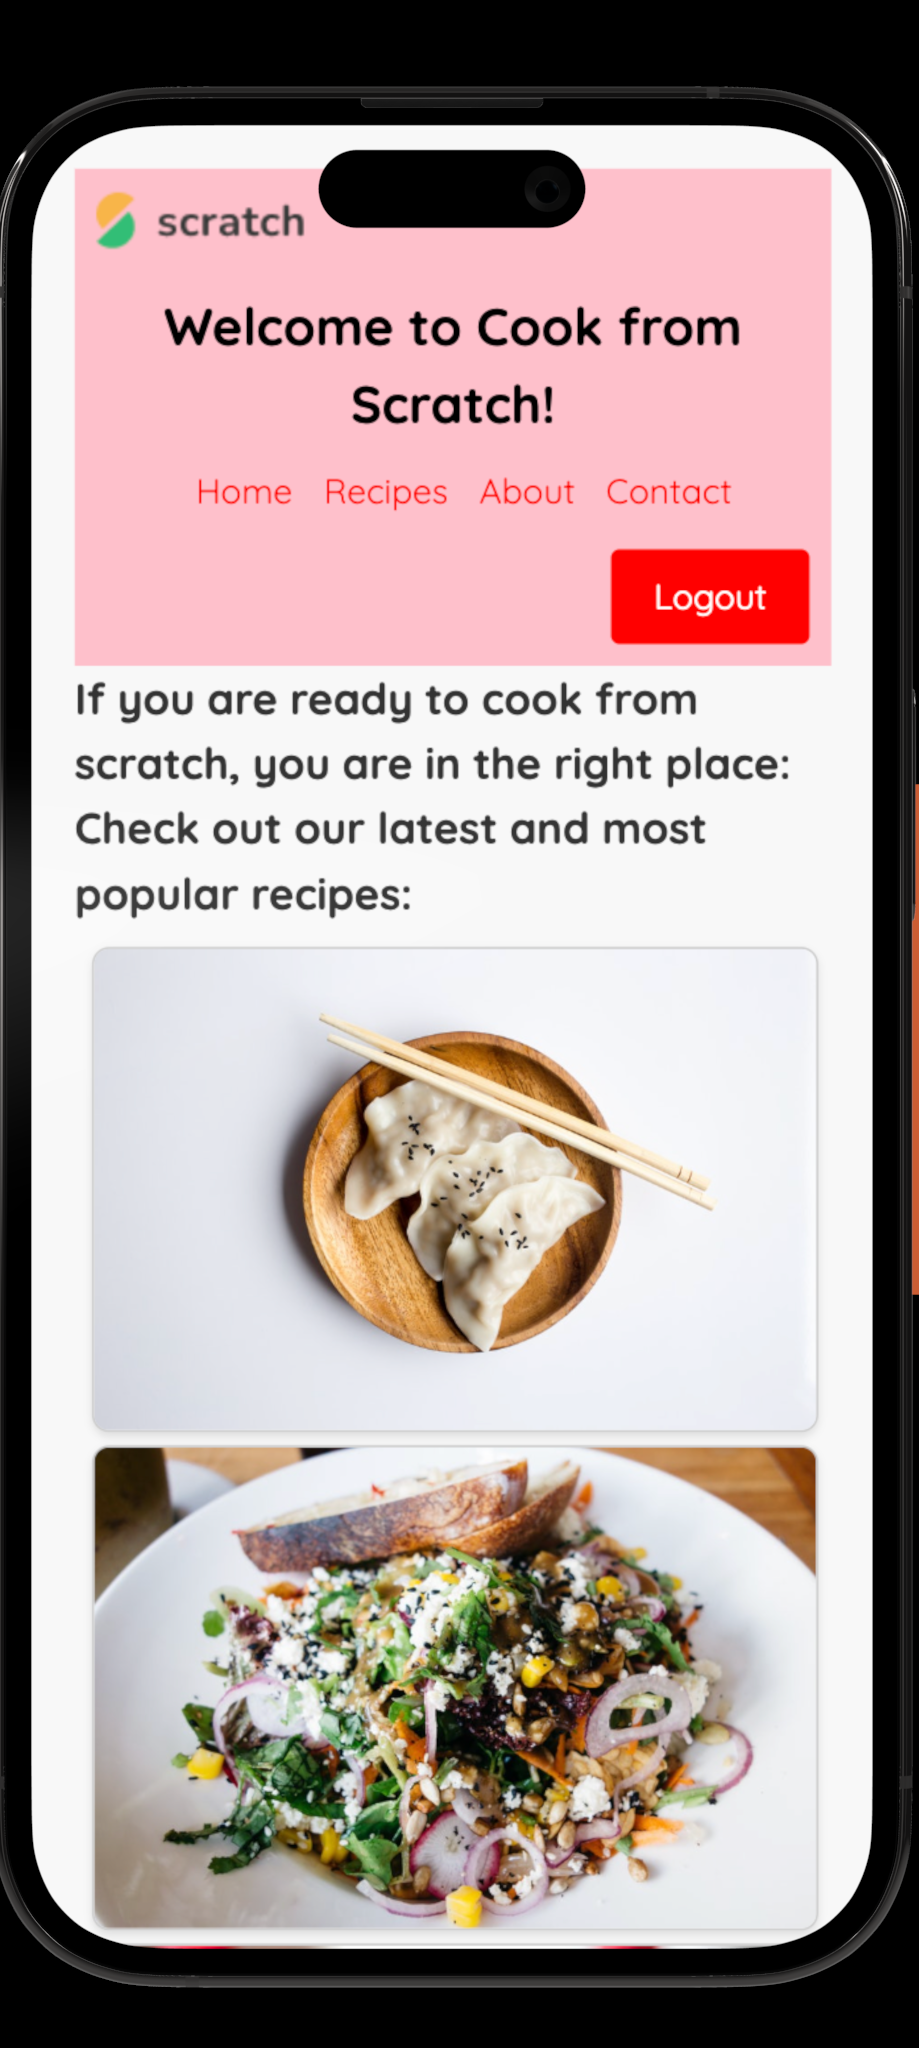 scratch
Welcome to Cook from
Scratch!
Home Recipes About Contact
Logout
If you are ready to cook from
scratch, you are in the right place:
Check out our latest and most
popular recipes: